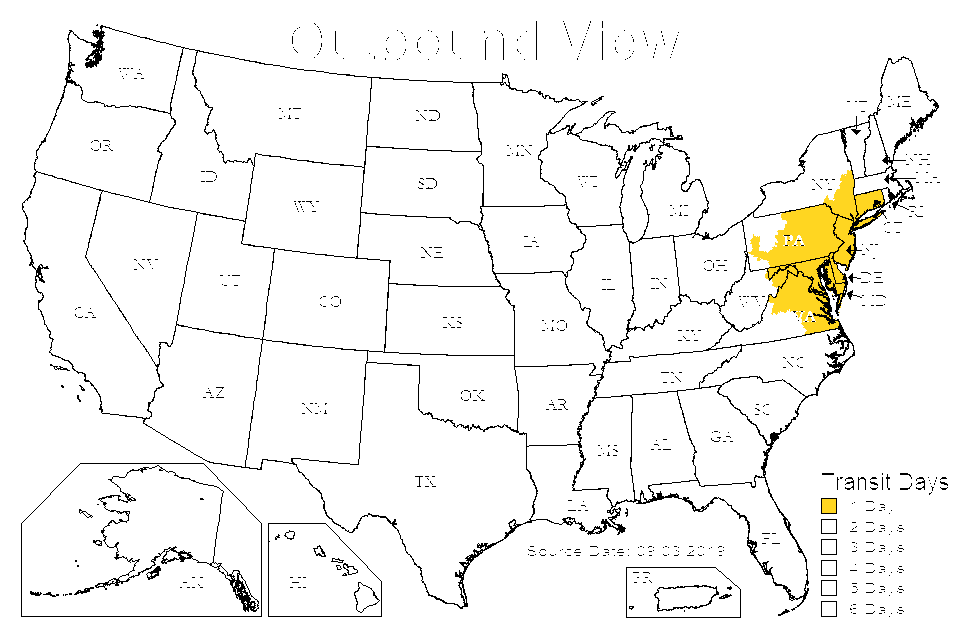 Outbound View
WA
MT
ND
MN
ME
OR
ID
SD
WI
NH
WY
MI
NY
RI
CT
NE
IA
PA
NJ
NV
UT
OH
DE
IL
IN
MD
CA
CO
WV
VA
KS
MO
KY
NC
TN
AZ
NM
OK
AR
SC
MS
AL
GA
TX
LA
FL
AK
HI
PR
Source Date: 09 03 2019
Transit Days
1 Day
2 Days
3 Days
4 Days
5 Days
6 Days